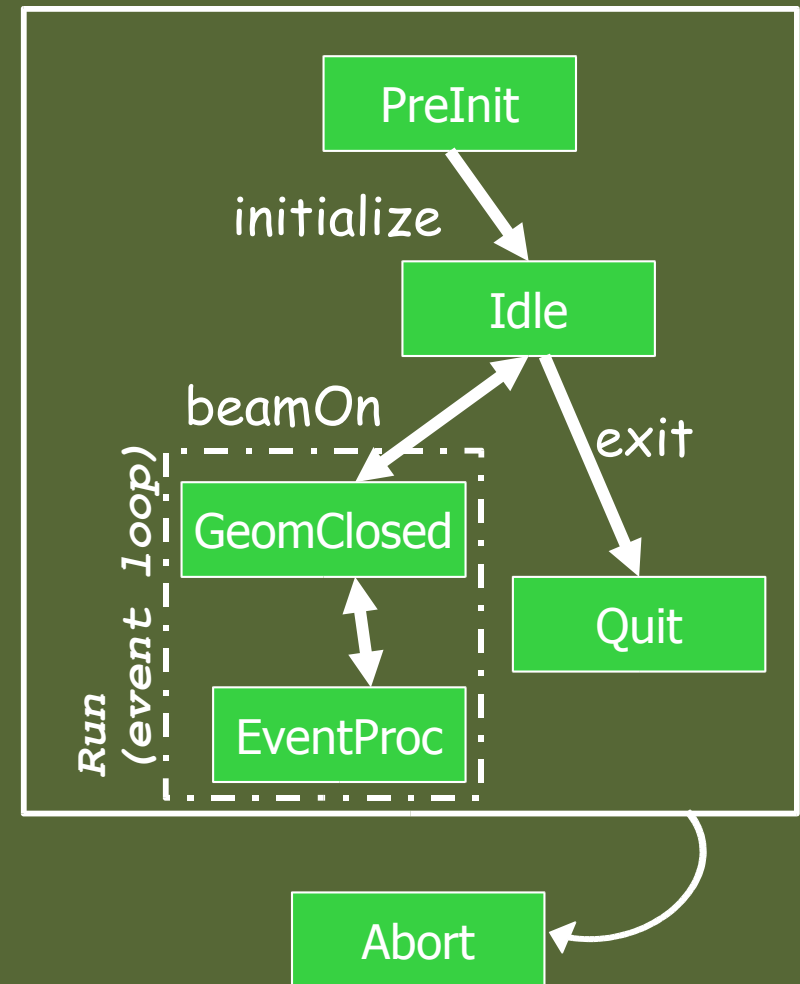 PreInit
initialize
Idle
beamOn
exit
Run
(event loop)
GeomClosed
Quit
EventProc
Abort